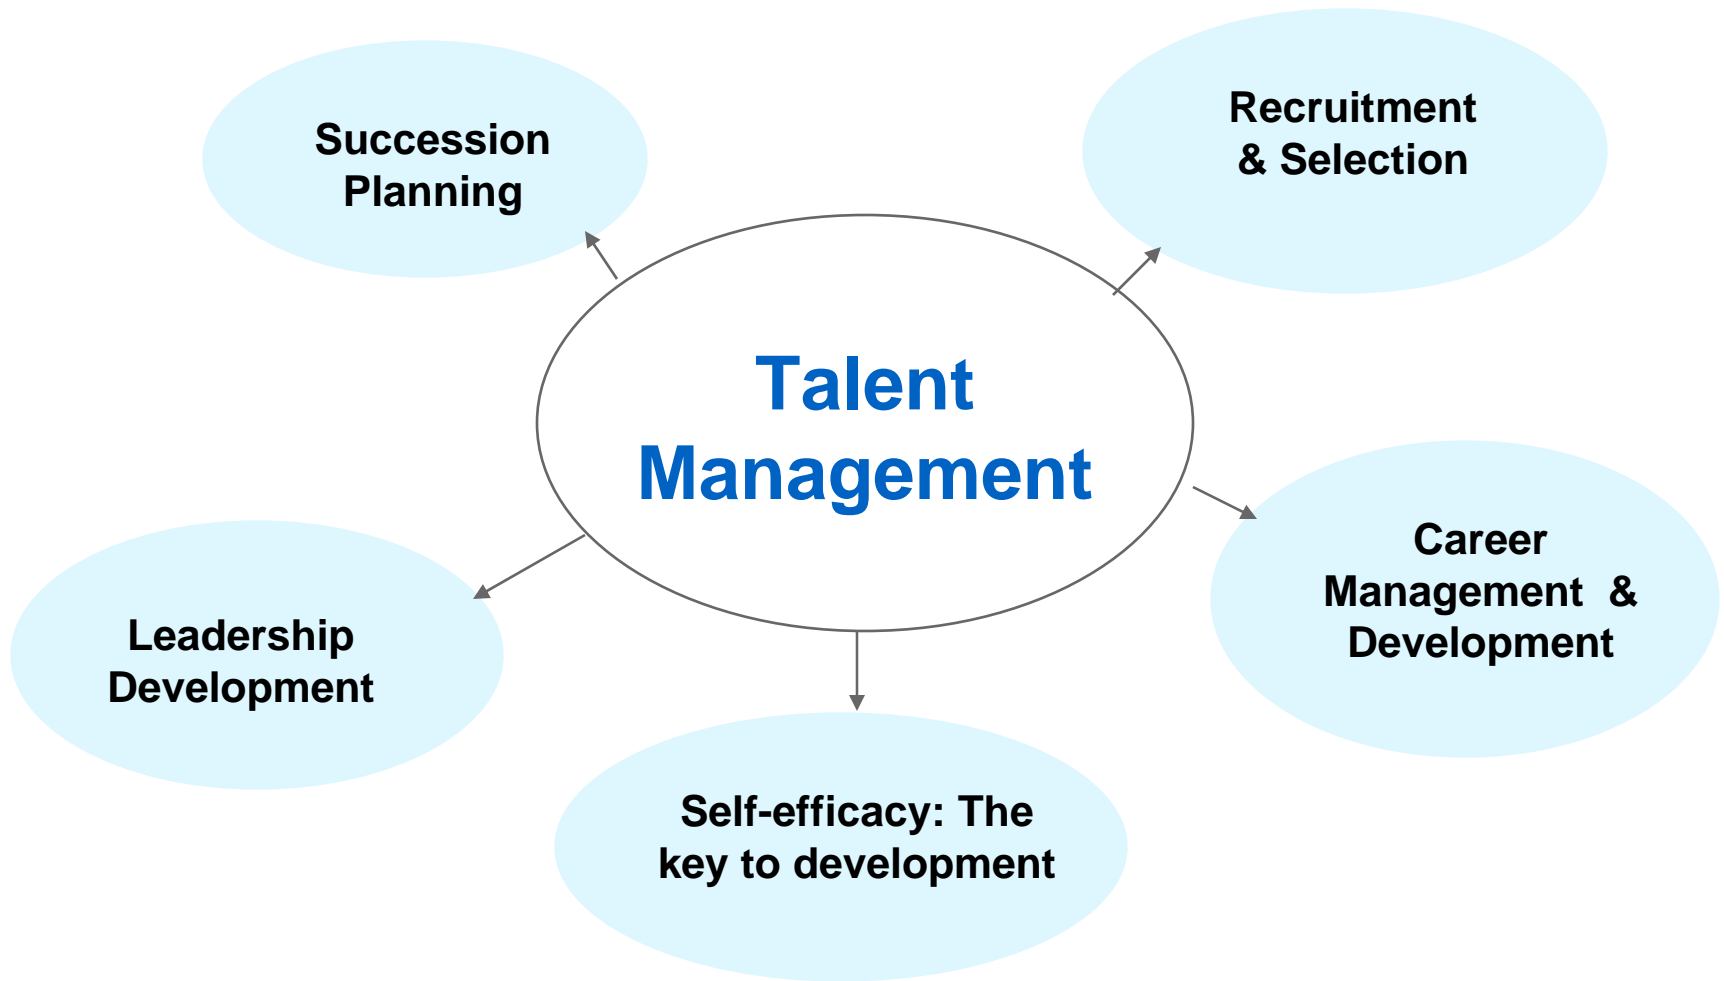 Succession
Planning
Recruitment
& Selection
Talent
Management
Career
Management  &
Development
Leadership
Development
Self-efficacy: The
key to development